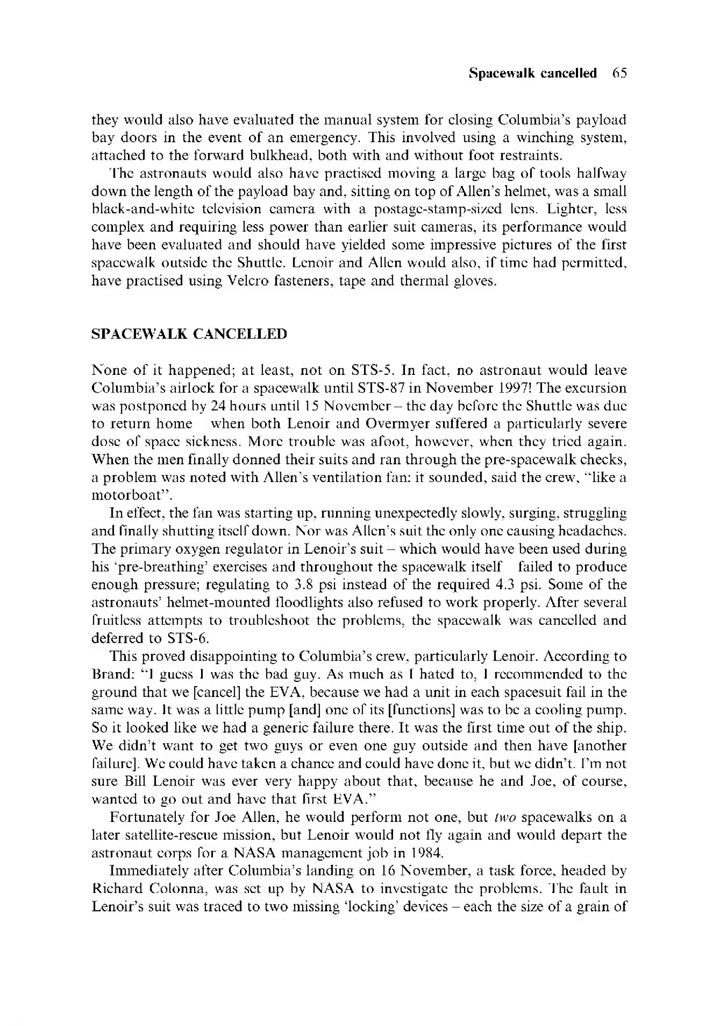 Spacewalk cancelled 65
they would also have evaluated the manual system for closing Columbia's payload
bay doors in the event of an emergency. This involved using a winching system,
attached to the forward bulkhead, both with and without foot restraints.
The astronauts would also have practised moving a large bag of tools halfway
down the length of the payload bay and, sitting on top of Allen's helmet, was a small
black-and-white television camera with a postage-stamp-sized lens. Lighter, less
complex and requiring less power than earlier suit cameras, its performance would
have been evaluated and should have yielded some impressive pictures of the first
spacewalk outside the Shuttle. Lenoir and Allen would also, if time had permitted,
have practised using Velcro fasteners, tape and thermal gloves.
SPACEWALK CANCELLED
None of it happened; at least, not on STS-5. In fact, no astronaut would leave
Columbia's airlock for a spacewalk until STS-87 in November 1997! The excursion
was postponed by 24 hours until 15 November – the day before the Shuttle was due
to return home when both Lenoir and Overmyer suffered a particularly severe
dose of space sickness. More trouble was afoot, however, when they tried again.
When the men finally donned their suits and ran through the pre-spacewalk checks,
a problem was noted with Allen's ventilation fan: it sounded, said the crew, "like a
motorboat".
In effect, the fan was starting up, running unexpectedly slowly, surging, struggling
and finally shutting itself down. Nor was Allen's suit the only one causing headaches.
The primary oxygen regulator in Lenoir's suit – which would have been used during
his 'pre-breathing' exercises and throughout the spacewalk itself failed to produce
enough pressure; regulating to 3.8 psi instead of the required 4.3 psi. Some of the
astronauts' helmet-mounted floodlights also refused to work properly. After several
fruitless attempts to troubleshoot the problems, the spacewalk was cancelled and
deferred to STS-6.
This proved disappointing to Columbia's crew, particularly Lenoir. According to
Brand: "I guess I was the bad guy. As much as I hated to, I recommended to the
ground that we [cancel] the EVA, because we had a unit in each spacesuit fail in the
same way. It was a little pump [and] one of its [functions] was to be a cooling pump.
So it looked like we had a generic failure there. It was the first time out of the ship.
We didn't want to get two guys or even one guy outside and then have [another
failure]. We could have taken a chance and could have done it, but we didn't. I'm not
sure Bill Lenoir was ever very happy about that, because he and Joe, of course,
wanted to go out and have that first EVA."
Fortunately for Joe Allen, he would perform not one, but two spacewalks on a
later satellite-rescue mission, but Lenoir would not fly again and would depart the
astronaut corps for a NASA management job in 1984.
Immediately after Columbia's landing on 16 November, a task force, headed by
Richard Colonna, was set up by NASA to investigate the problems. The fault in
Lenoir's suit was traced to two missing 'locking' devices – each the size of a grain of